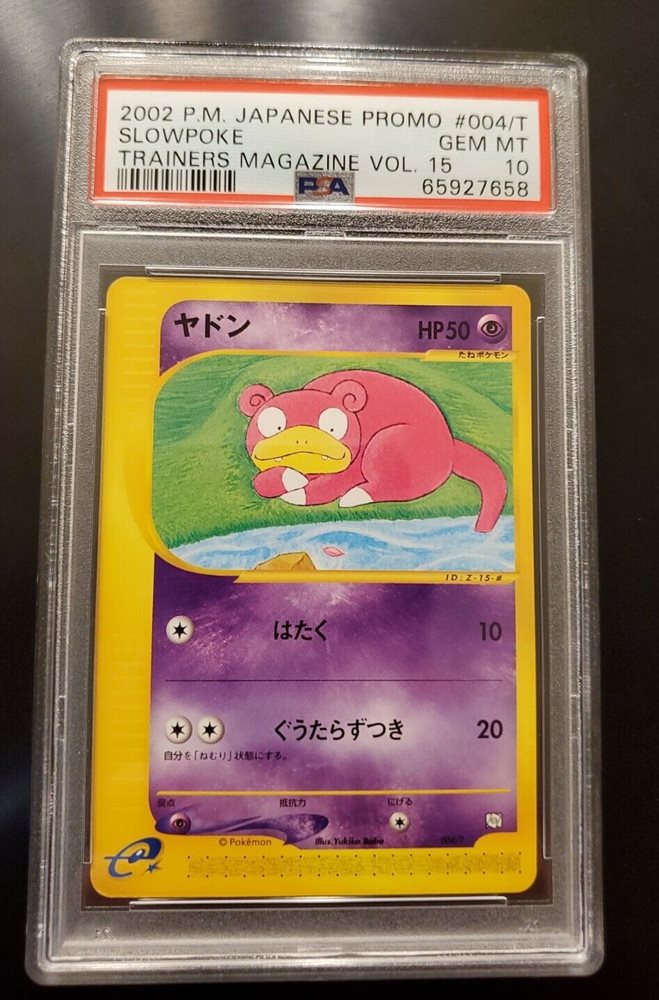 2002 P.M. JAPANESE PROMO #004/T
SLOWPOKE GEM MT
TRAINERS MAGAZINE VOL. 15 10
PSA 65927658
ヤドン HP50
たねポケモン
ID:Z-15-#
はたく 10
ぐうたらずつき 20
自分を「ねむり」状態にする。
弱点 抵抗力 にげる
© Pokémon Illus.Yukiko Baba 004/T
e